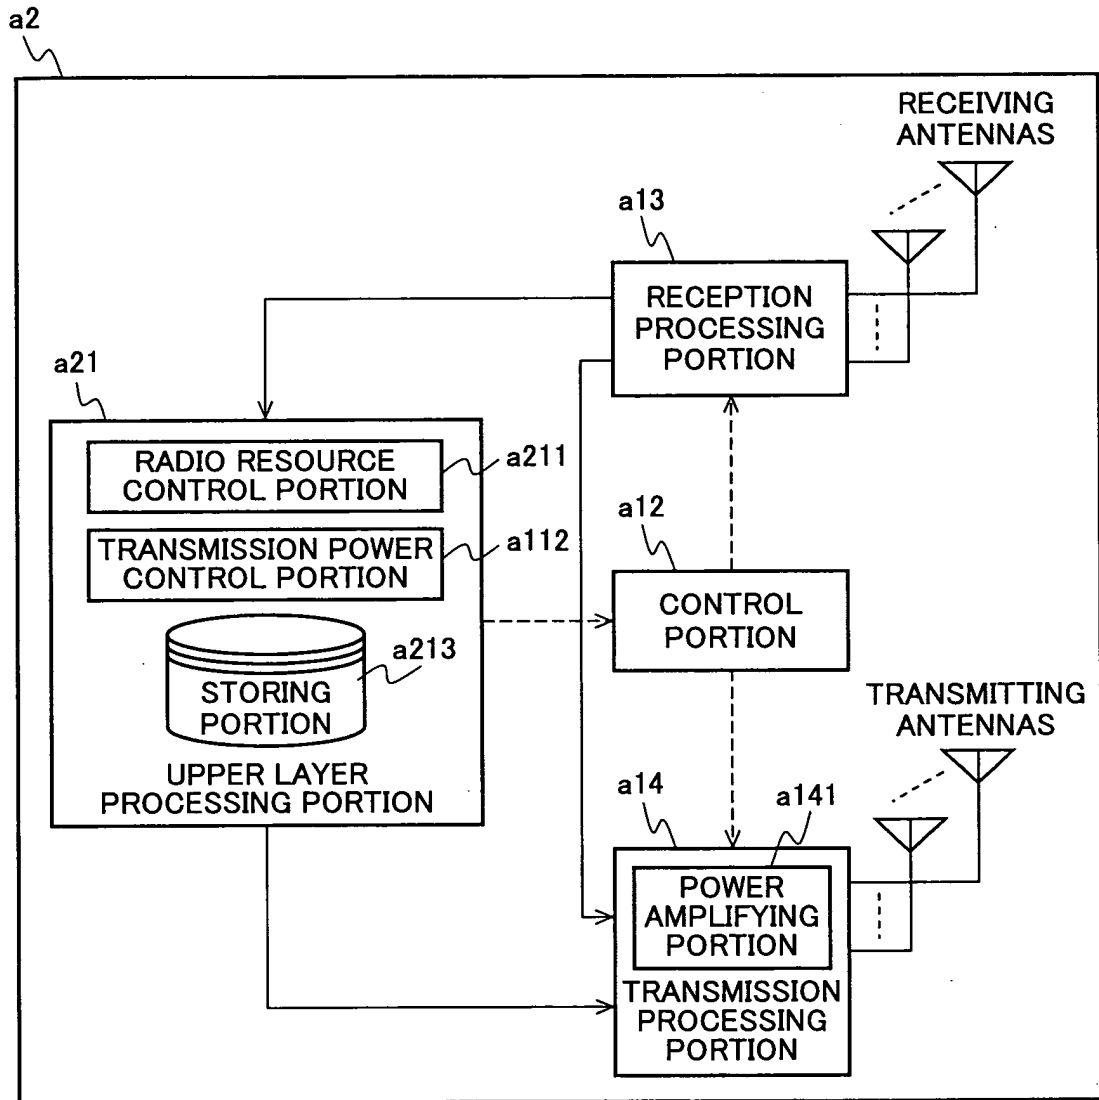 a2
RECEIVING
ANTENNAS
a13
RECEPTION
PROCESSING
PORTION
a21
RADIO RESOURCE
CONTROL PORTION
a211
TRANSMISSION POWER
CONTROL PORTION
a112
a12
CONTROL
PORTION
STORING
PORTION
a213
UPPER LAYER
PROCESSING PORTION
TRANSMITTING
ANTENNAS
a14
a141
POWER
AMPLIFYING
PORTION
TRANSMISSION
PROCESSING
PORTION